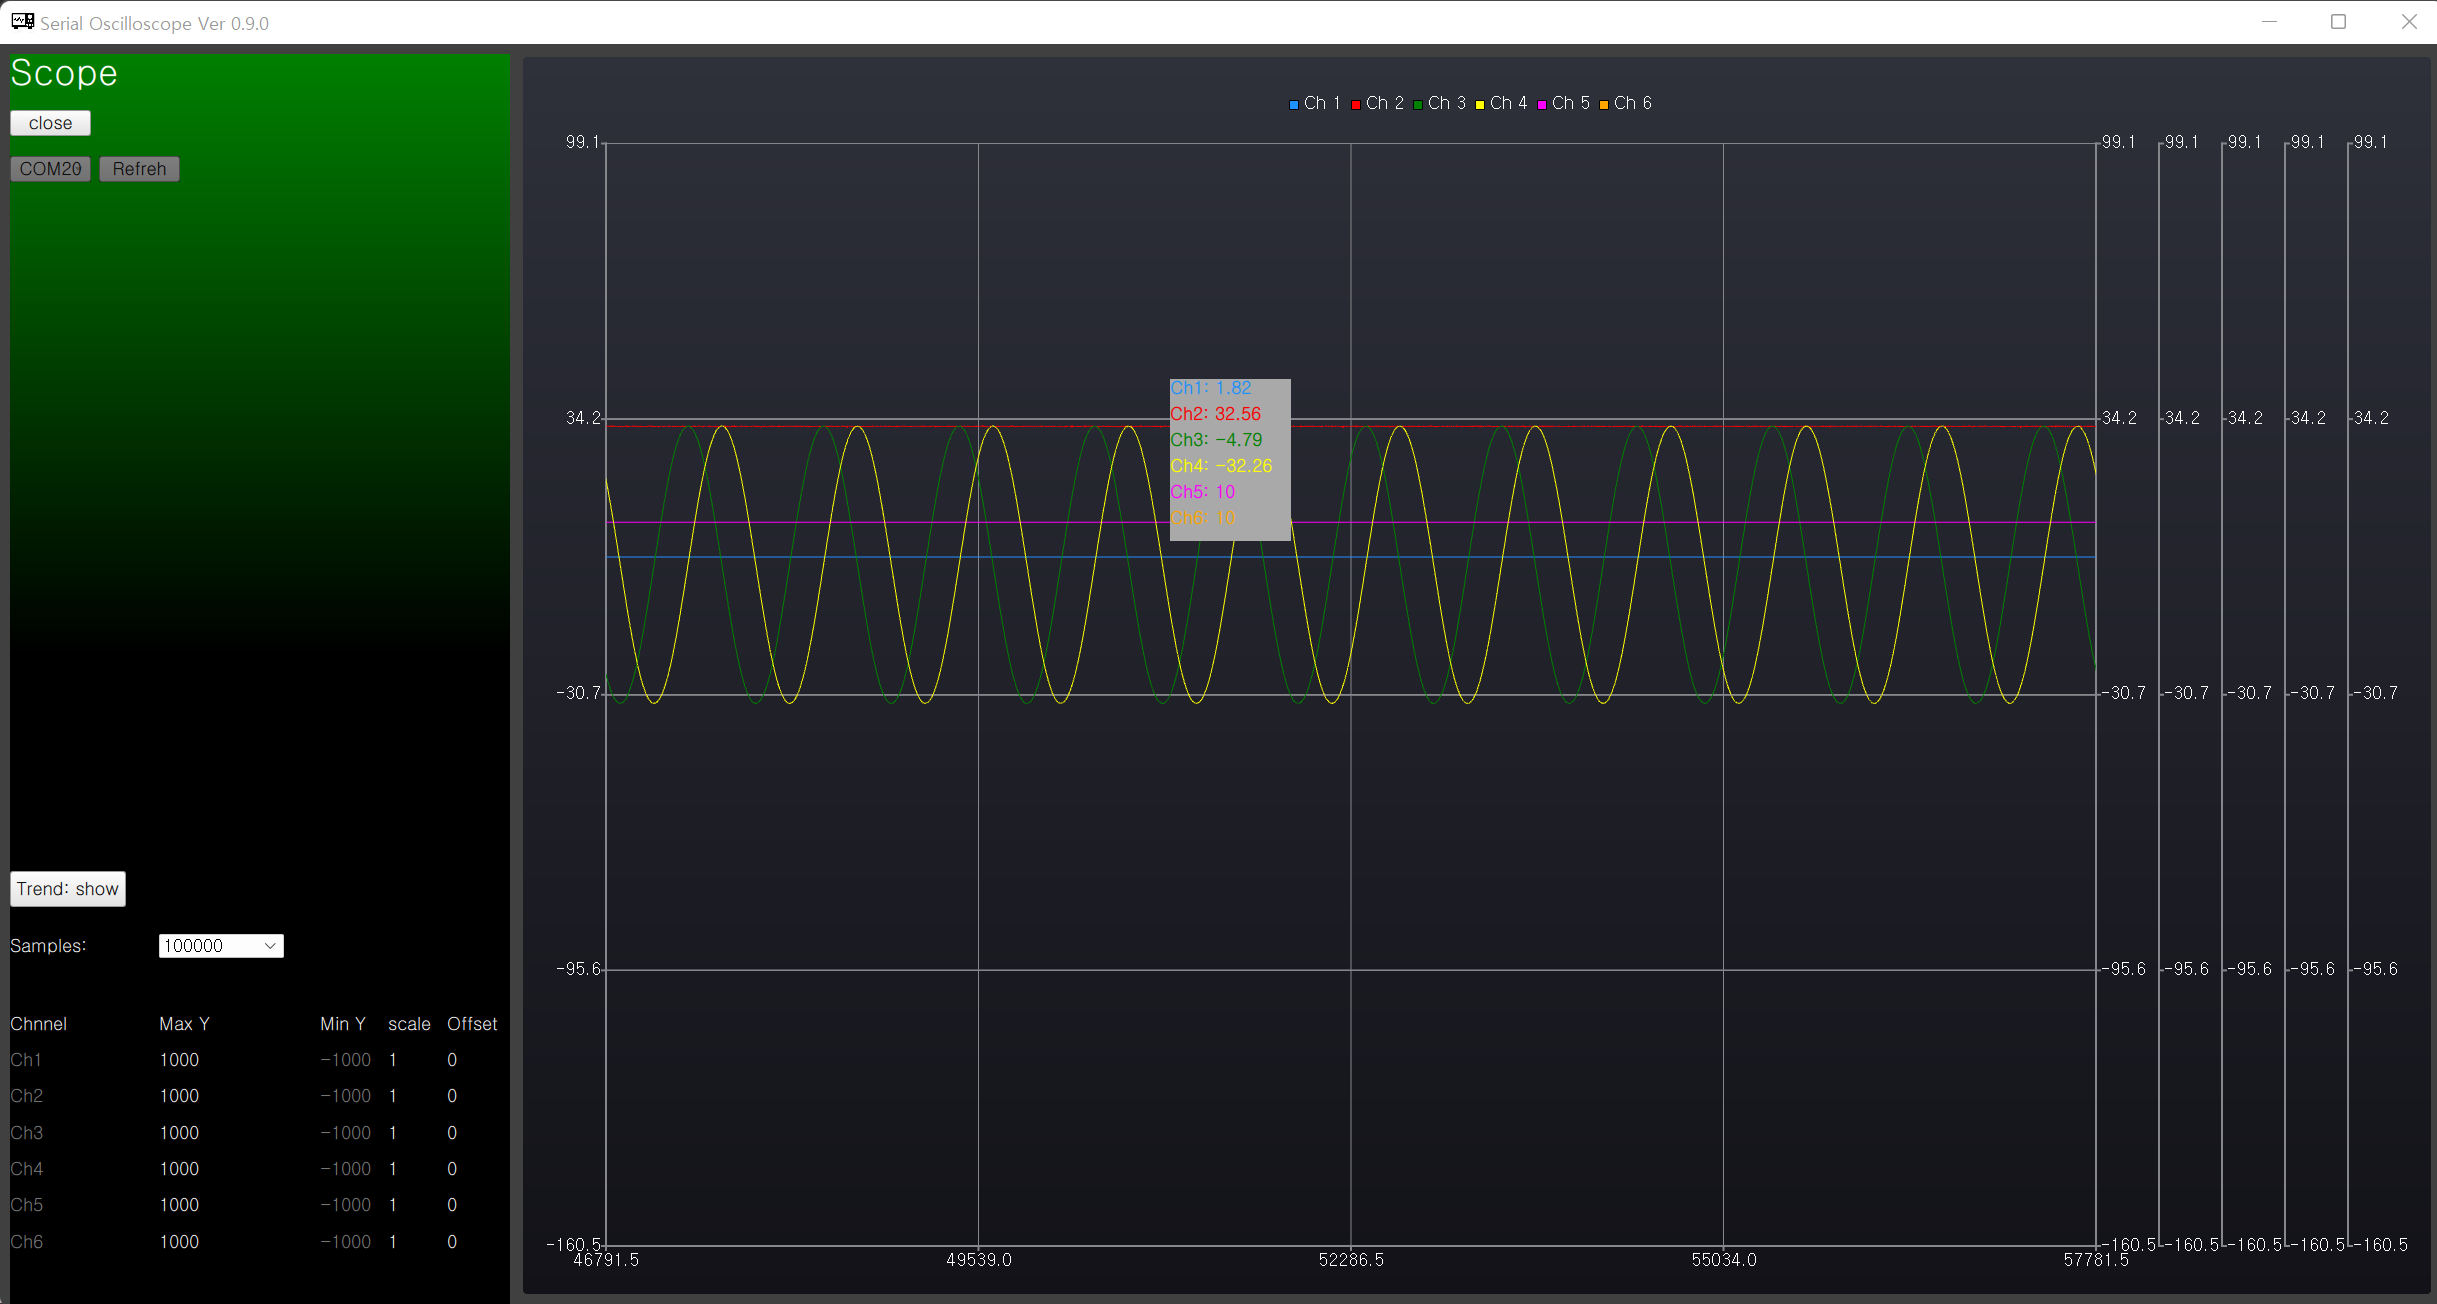 Serial Oscilloscope Ver 0.9.0
Scope
close
COM20 Refreh
Trend: show
Samples: 100000
Chnnel Max Y Min Y scale Offset
Ch1 1000 -1000 1 0
Ch2 1000 -1000 1 0
Ch3 1000 -1000 1 0
Ch4 1000 -1000 1 0
Ch5 1000 -1000 1 0
Ch6 1000 -1000 1 0
Ch 1 Ch 2 Ch 3 Ch 4 Ch 5 Ch 6
99.1 99.1 99.1 99.1 99.1 99.1
Ch1: 1.82
Ch2: 32.56
34.2 34.2 34.2 34.2 34.2 34.2
Ch3: -4.79
Ch4: -32.26
Ch5: 10
Ch6: 10
-30.7 -30.7 -30.7 -30.7 -30.7 -30.7
-95.6 -95.6 -95.6 -95.6 -95.6 -95.6
-160.5 -160.5 -160.5 -160.5 -160.5 -160.5
46791.5 49539.0 52286.5 55034.0 57781.5